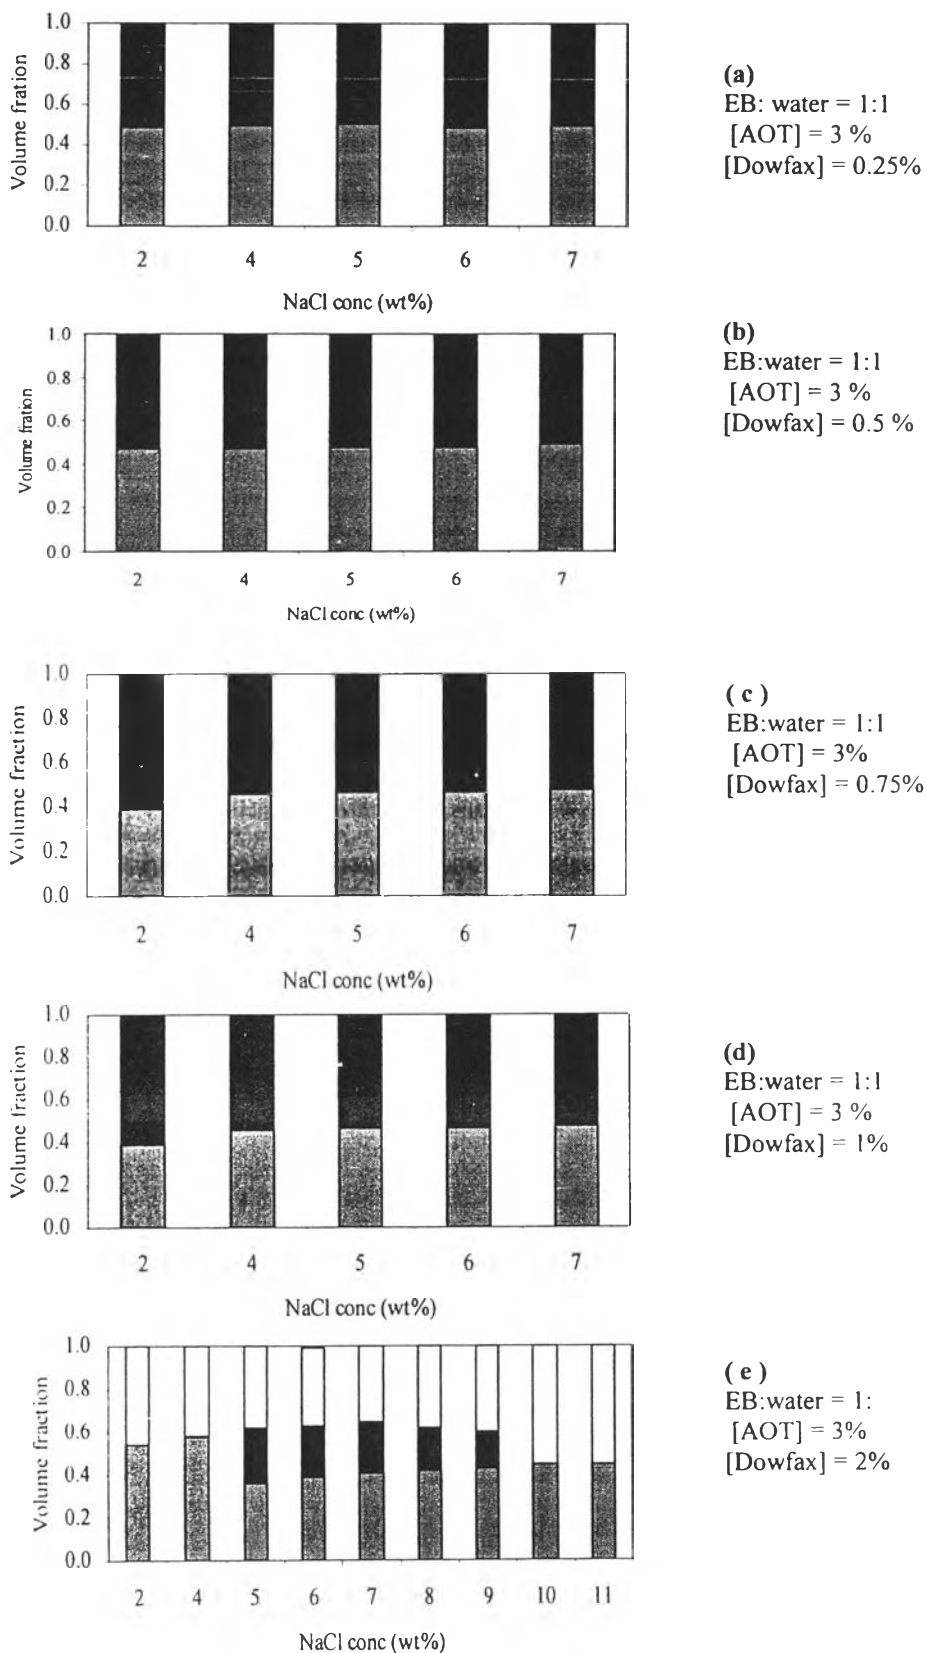 1.0
0.8
0.6
0.4
0.2
0.0
Volume fration
2 4 5 6 7
NaCl conc (wt%)
(a)
EB: water = 1:1
[AOT] = 3 %
[Dowfax] = 0.25%
1.0
0.8
0.6
0.4
0.2
0.0
Volume fration
2 4 5 6 7
NaCl conc (wt%)
(b)
EB:water = 1:1
[AOT] = 3 %
[Dowfax] = 0.5 %
1.0
0.8
0.6
0.4
0.2
0.0
Volume fraction
2 4 5 6 7
NaCl conc (wt%)
( c )
EB:water = 1:1
[AOT] = 3%
[Dowfax] = 0.75%
1.0
0.8
0.6
0.4
0.2
0.0
Volume fraction
2 4 5 6 7
NaCl conc (wt%)
(d)
EB:water = 1:1
[AOT] = 3 %
[Dowfax] = 1%
1.0
0.8
0.6
0.4
0.2
0.0
Volume fraction
2 4 5 6 7 8 9 10 11
NaCl conc (wt%)
( e )
EB:water = 1:
[AOT] = 3%
[Dowfax] = 2%